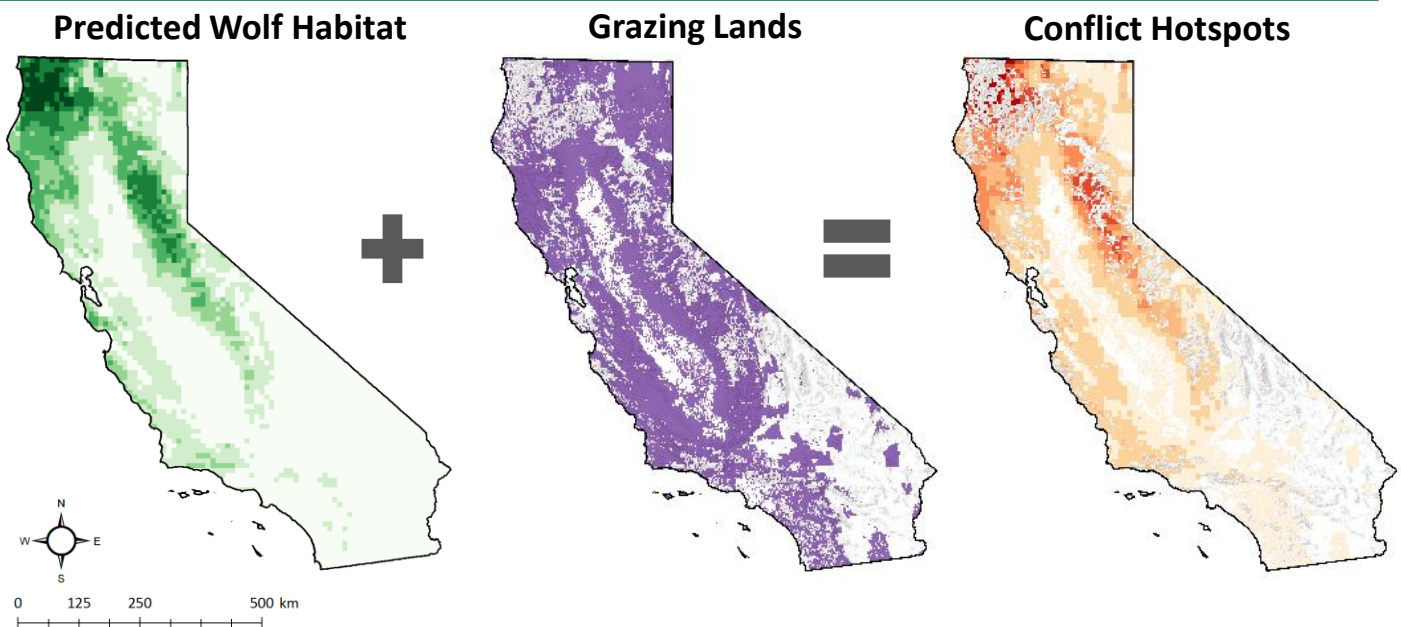 Predicted Wolf Habitat
Grazing Lands
Conflict Hotspots
+
=
N
W E
S
0 125 250 500 km